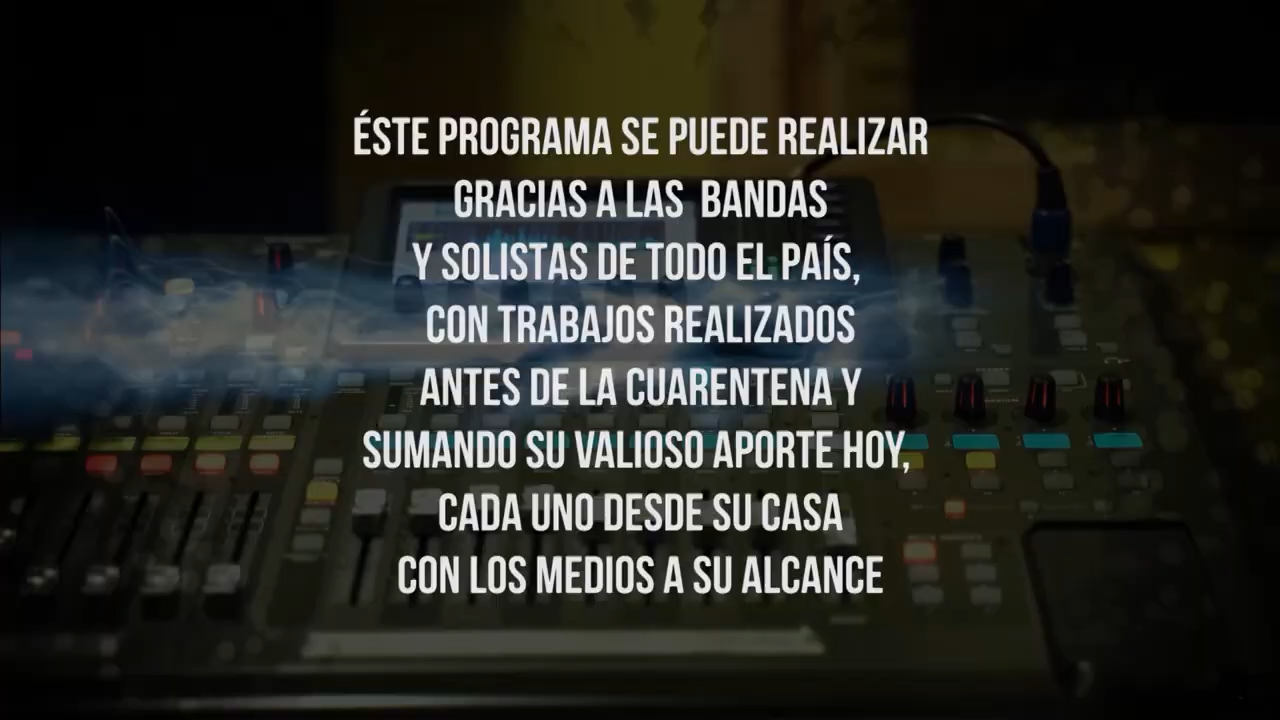 ÉSTE PROGRAMA SE PUEDE REALIZAR
GRACIAS A LAS BANDAS
Y SOLISTAS DE TODO EL PAÍS,
CON TRABAJOS REALIZADOS
ANTES DE LA CUARENTENA Y
SUMANDO SU VALIOSO APORTE HOY,
CADA UNO DESDE SU CASA
CON LOS MEDIOS A SU ALCANCE